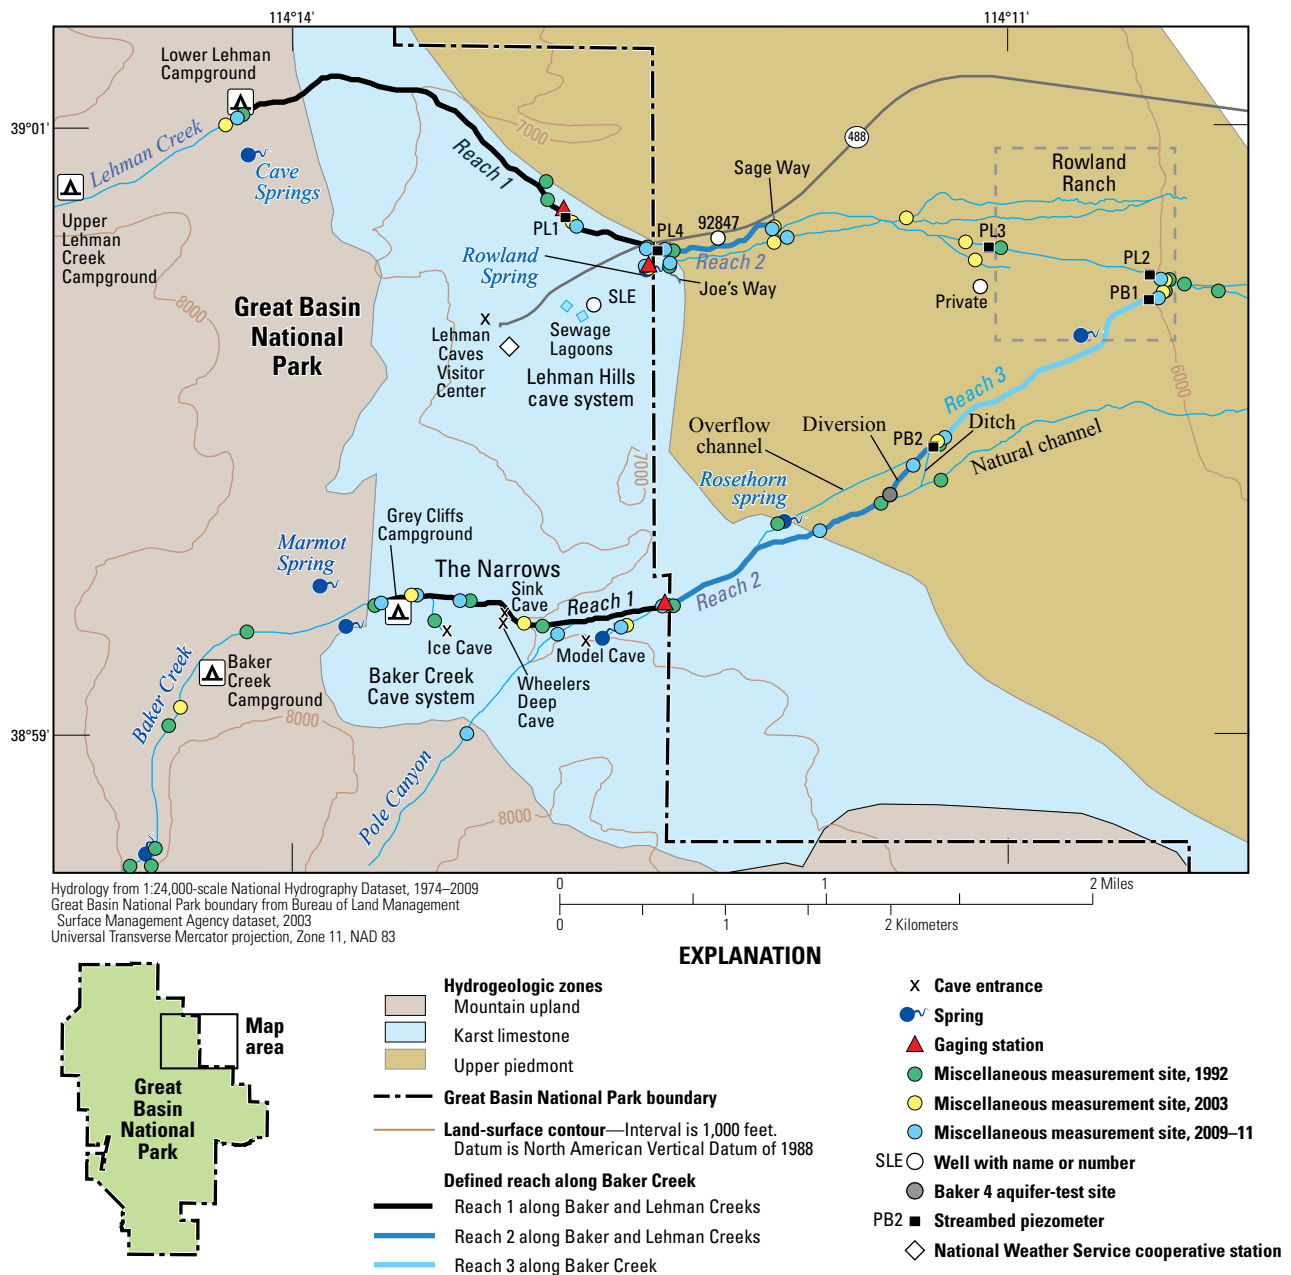 114°14'
114°11'
39°01'
38°59'
Lower Lehman
Campground
Lehman Creek
Cave
Springs
Upper
Lehman
Creek
Campground
8000
Great Basin
National
Park
7000
Reach 1
PL1
Rowland
Spring
PL4
92847
Sage Way
488
Reach 2
Joe's Way
Rowland
Ranch
PL3
PL2
PB1
Private
SLE
Sewage
Lagoons
Lehman
Caves
Visitor
Center
Lehman Hills
cave system
6000
Reach 3
Overflow
channel
Diversion
PB2
Ditch
Natural channel
7000
Rosethorn
spring
Grey Cliffs
Campground
Marmot
Spring
The Narrows
Sink
Cave
Reach 1
Reach 2
Ice Cave
Model Cave
Baker Creek
Cave system
Wheelers
Deep
Cave
Baker
Creek
Campground
Baker Creek
8000
Pole Canyon
8000
Hydrology from 1:24,000-scale National Hydrography Dataset, 1974–2009
Great Basin National Park boundary from Bureau of Land Management
Surface Management Agency dataset, 2003
Universal Transverse Mercator projection, Zone 11, NAD 83
0 1 2 Miles
0 1 2 Kilometers
EXPLANATION
Hydrogeologic zones
Mountain upland
Karst limestone
Upper piedmont
Great Basin National Park boundary
Land-surface contour—Interval is 1,000 feet.
Datum is North American Vertical Datum of 1988
Defined reach along Baker Creek
Reach 1 along Baker and Lehman Creeks
Reach 2 along Baker and Lehman Creeks
Reach 3 along Baker Creek
x Cave entrance
Spring
Gaging station
Miscellaneous measurement site, 1992
Miscellaneous measurement site, 2003
Miscellaneous measurement site, 2009–11
SLE Well with name or number
Baker 4 aquifer-test site
PB2 Streambed piezometer
National Weather Service cooperative station
Map
area
Great
Basin
National
Park